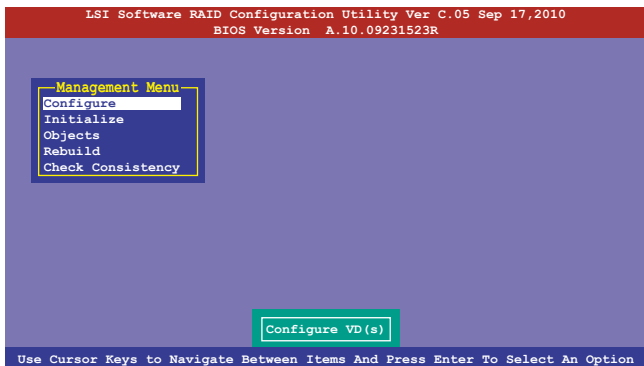 LSI Software RAID Configuration Utility Ver C.05 Sep 17,2010
BIOS Version A.10.09231523R
Management Menu
Configure
Initialize
Objects
Rebuild
Check Consistency
Configure VD(s)
Use Cursor Keys to Navigate Between Items And Press Enter To Select An Option